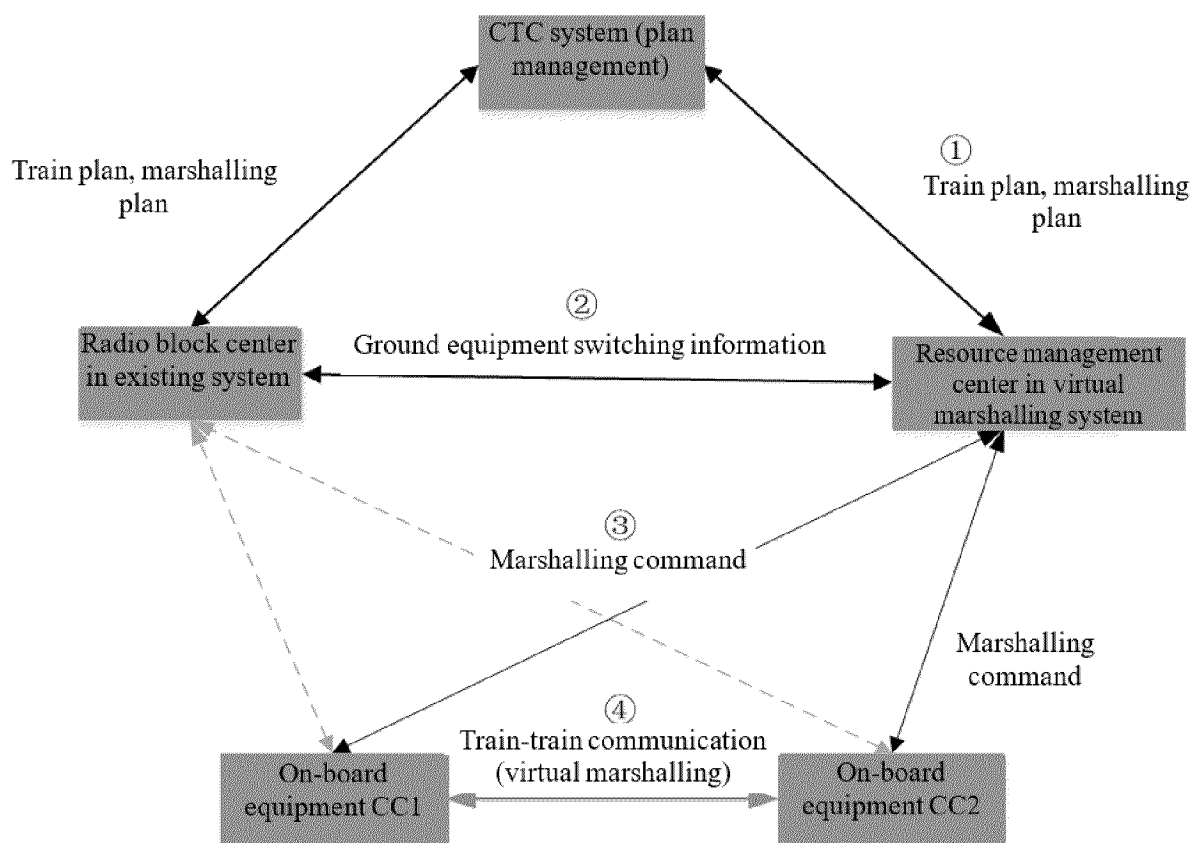 CTC system (plan
management)
Train plan, marshalling
plan
①
Train plan, marshalling
plan
②
Ground equipment switching information
Radio block center
in existing system
Resource management
center in virtual
marshalling system
③
Marshalling command
Marshalling
command
④
Train-train communication
(virtual marshalling)
On-board
equipment CC1
On-board
equipment CC2